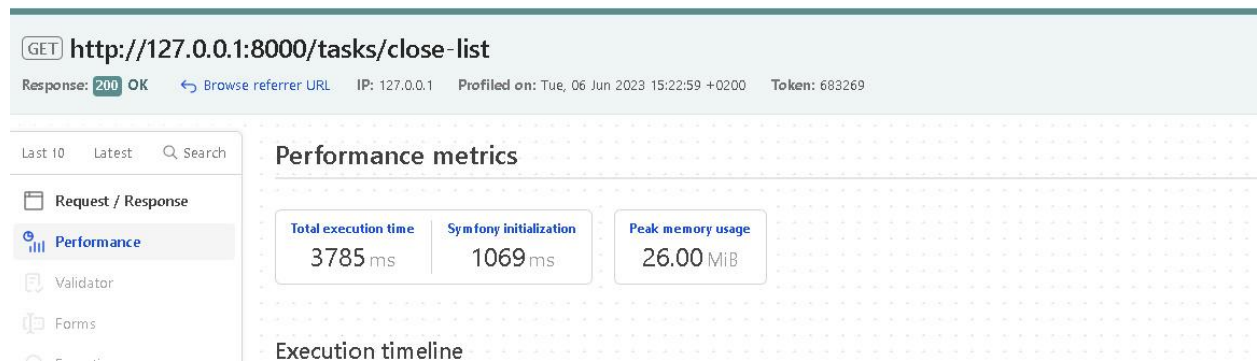 GET http://127.0.0.1:8000/tasks/close-list
Response: 200 OK Browse referrer URL IP: 127.0.0.1 Profiled on: Tue, 06 Jun 2023 15:22:59 +0200 Token: 683269
Last 10 Latest Search
Performance metrics
Request / Response
Performance
Total execution time Symfony initialization Peak memory usage
3785 ms 1069 ms 26.00 MiB
Validator
Forms
Execution timeline